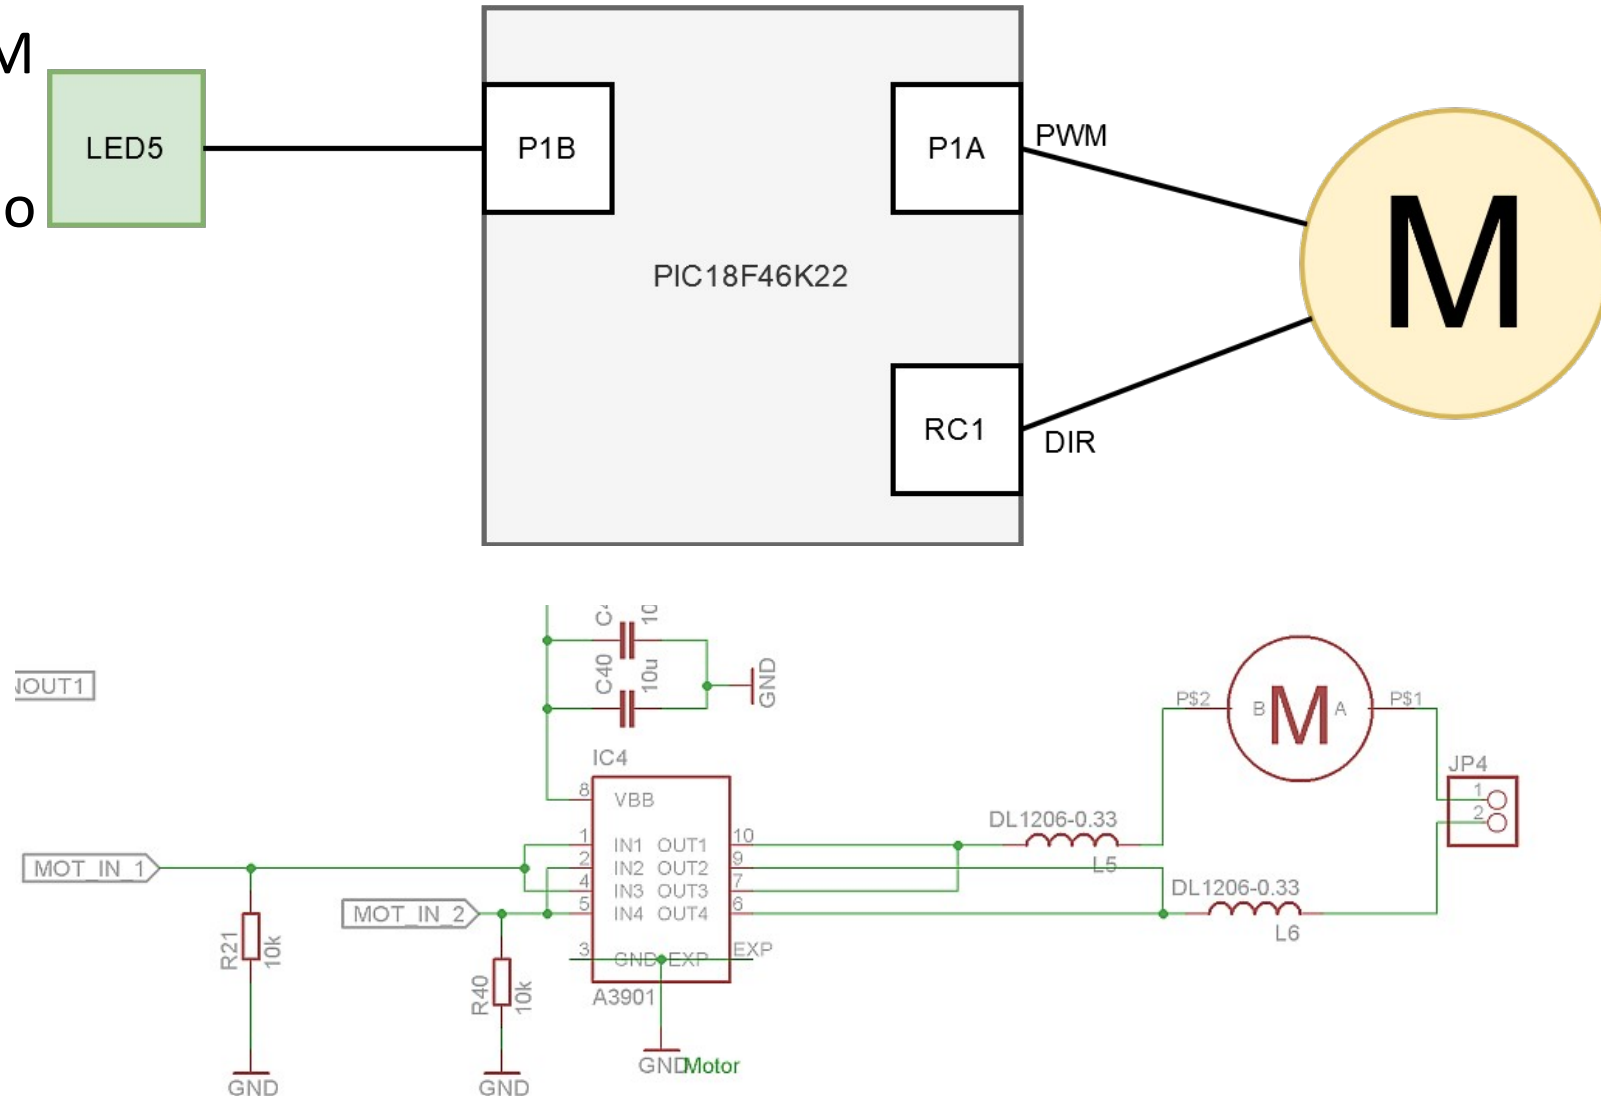 M
o
LED5
P1B
P1A
PWM
PIC18F46K22
RC1
DIR
M
10
C40
10u
GND
P$2
B
M
A
P$1
JP4
1
2
IC4
8
VBB
DL1206-0.33
L5
1
IN1
OUT1
10
MOT_IN_1
2
IN2
OUT2
9
4
IN3
OUT3
7
DL1206-0.33
L6
MOT_IN_2
5
IN4
OUT4
6
R21
10k
3
GND
EXP
EXP
R40
10k
A3901
GND
Motor
GND
GND